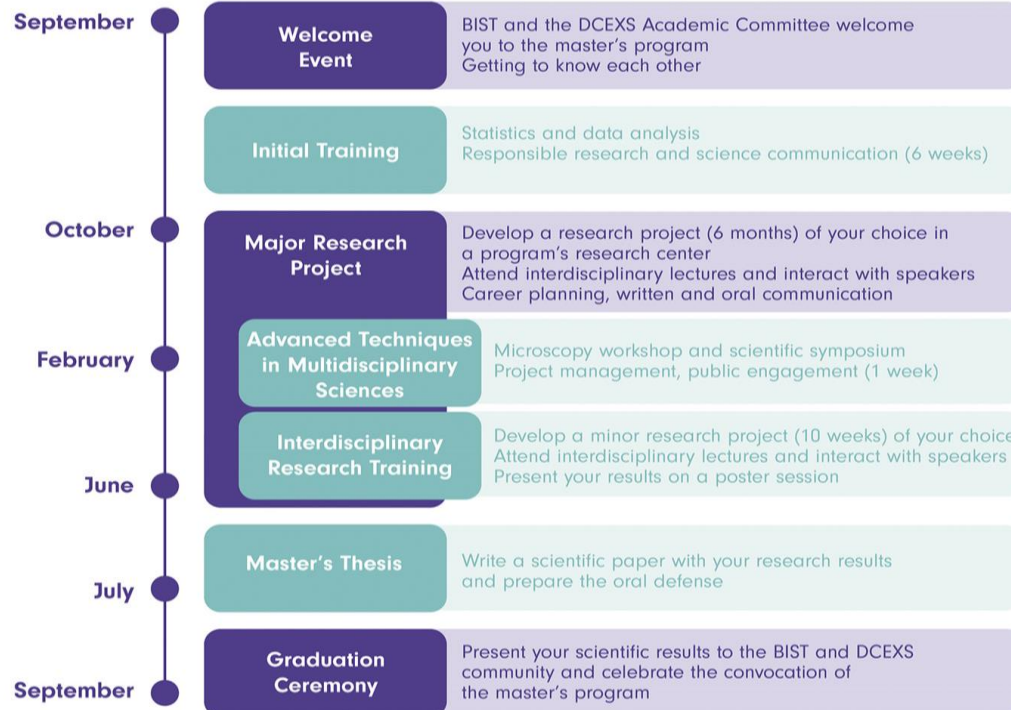 September
Welcome
Event
BIST and the DCEXS Academic Committee welcome
you to the master's program
Getting to know each other
Initial Training
Statistics and data analysis
Responsible research and science communication (6 weeks)
October
Major Research
Project
Develop a research project (6 months) of your choice in
a program's research center
Attend interdisciplinary lectures and interact with speakers
Career planning, written and oral communication
February
Advanced Techniques
in Multidisciplinary
Sciences
Microscopy workshop and scientific symposium
Project management, public engagement (1 week)
Interdisciplinary
Research Training
Develop a minor research project (10 weeks) of your choice
Attend interdisciplinary lectures and interact with speakers
Present your results on a poster session
June
Master's Thesis
Write a scientific paper with your research results
and prepare the oral defense
July
Graduation
Ceremony
Present your scientific results to the BIST and DCEXS
community and celebrate the convocation of
the master's program
September